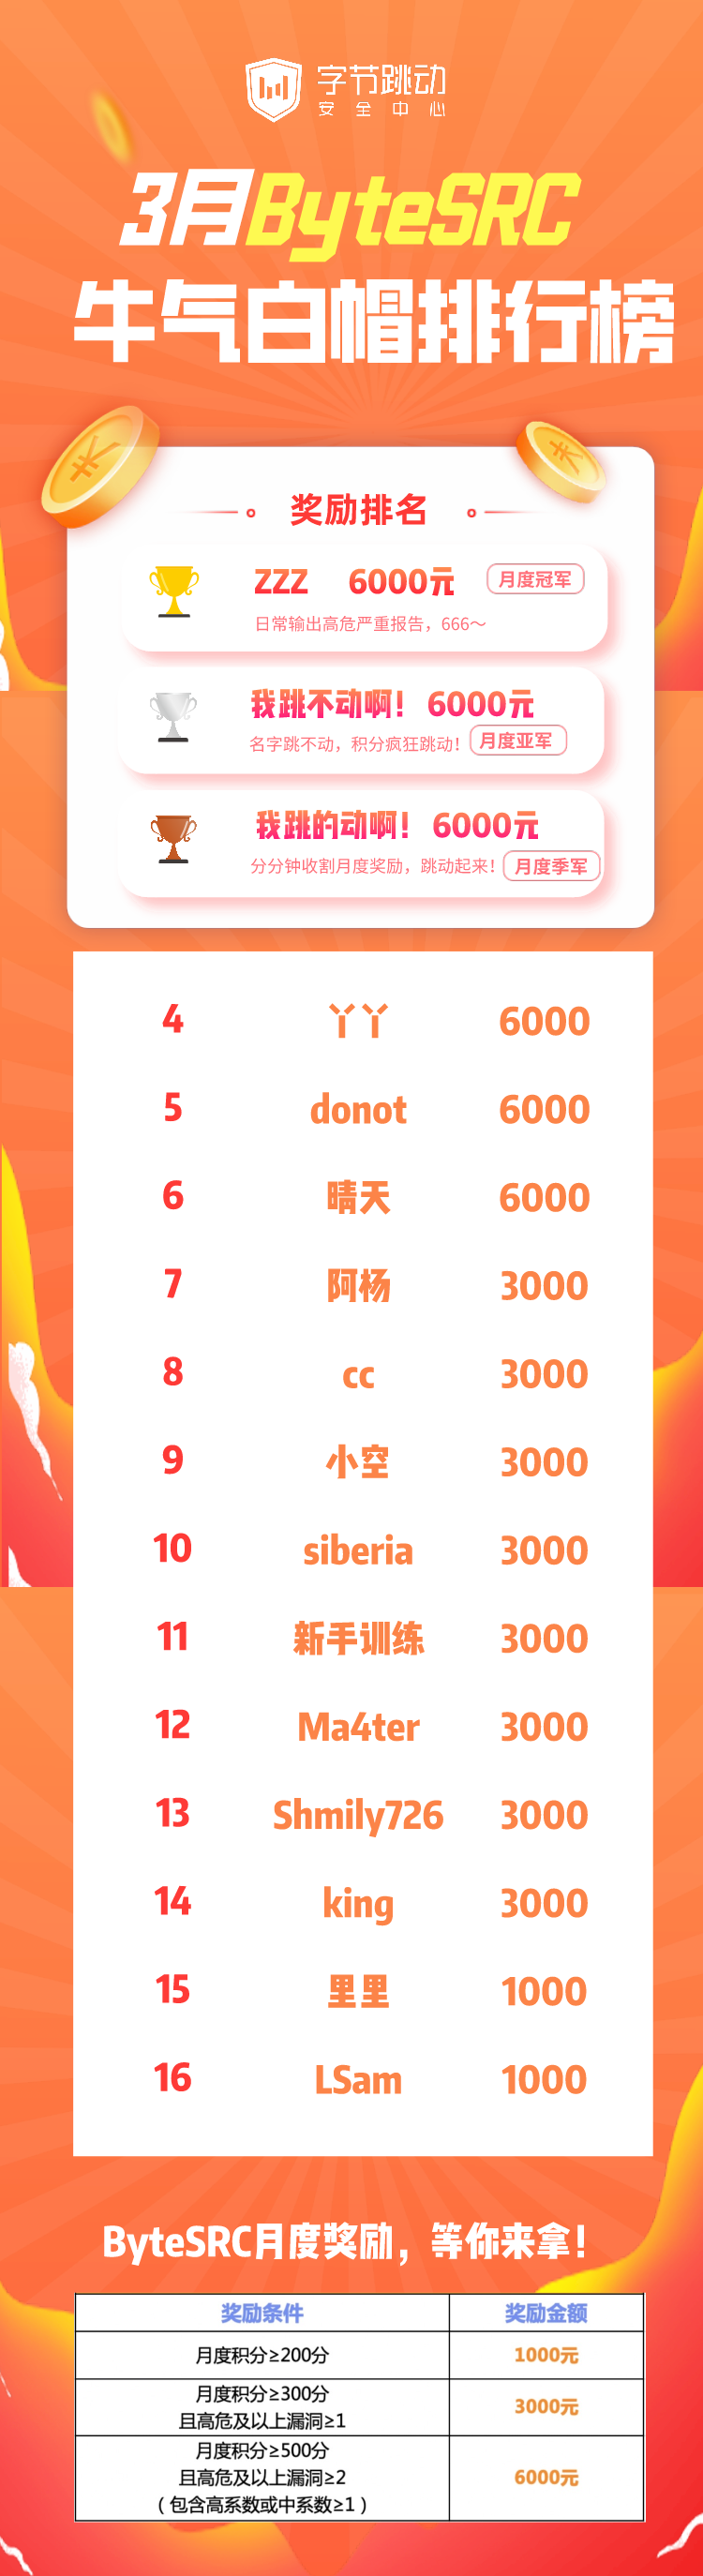 字节跳动
安全中心
3月ByteSRC
牛气白帽排行榜
奖励排名
ZZZ 6000元 月度冠军
日常输出高危严重报告，666～
我跳不动啊！ 6000元
名字跳不动，积分疯狂跳动！ 月度亚军
我跳的动啊！ 6000元
分分钟收割月度奖励，跳动起来！ 月度季军
4 丫丫 6000
5 donot 6000
6 晴天 6000
7 阿杨 3000
8 cc 3000
9 小空 3000
10 siberia 3000
11 新手训练 3000
12 Ma4ter 3000
13 Shmily726 3000
14 king 3000
15 里里 1000
16 LSam 1000
ByteSRC月度奖励，等你来拿！
奖励条件 奖励金额
月度积分≥200分 1000元
月度积分≥300分
且高危及以上漏洞≥1 3000元
月度积分≥500分
且高危及以上漏洞≥2 6000元
（包含高系数或中系数≥1）